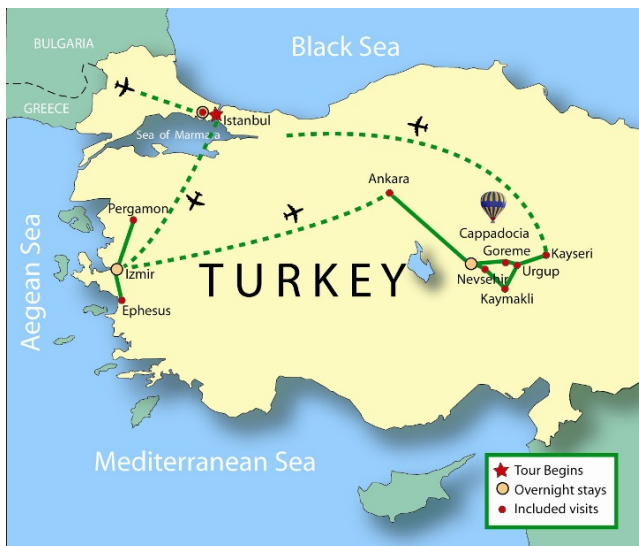 BULGARIA
Black Sea
GREECE
Istanbul
Sea of Marmara
Ankara
Pergamon
Cappadocia
Goreme
Kayseri
Izmir
Urgup
TURKEY
Nevsehir
Kaymakli
Ephesus
Aegean Sea
Mediterranean Sea
Tour Begins
Overnight stays
Included visits